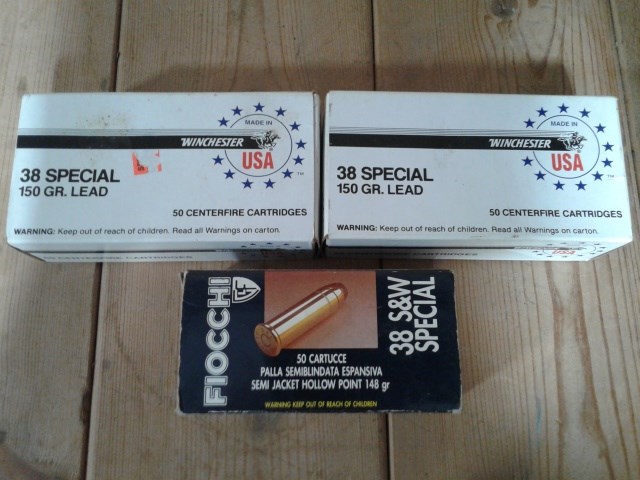 MADE IN
WINCHESTER
USA
38 SPECIAL
150 GR. LEAD
50 CENTERFIRE CARTRIDGES
WARNING: Keep out of reach of children. Read all Warnings on carton.
MADE IN
WINCHESTER
USA
TM
38 SPECIAL
150 GR. LEAD
50 CENTERFIRE CARTRIDGES
WARNING: Keep out of reach of children. Read all Warnings on carton.
FIOCCHI
38 S&W
SPECIAL
50 CARTUCCE
PALLA SEMIBLINDATA ESPANSIVA
SEMI JACKET HOLLOW POINT 148 gr
WARNING KEEP OUT OF REACH OF CHILDREN